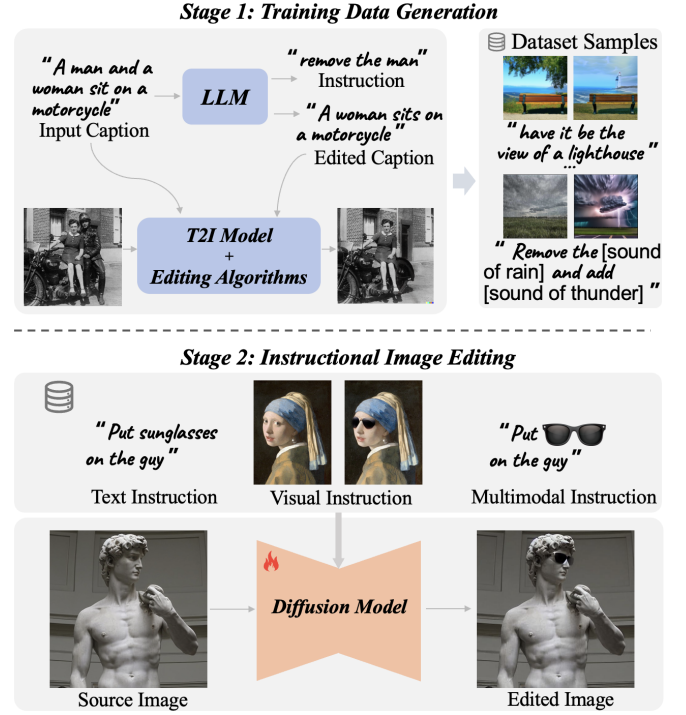 Stage 1: Training Data Generation
“A man and a
woman sit on a
motorcycle”
Input Caption
LLM
“remove the man”
Instruction
“A woman sits on
a motorcycle”
Edited Caption
T2I Model
+
Editing Algorithms
Dataset Samples
“have it be the
view of a lighthouse”
...
“Remove the [sound
of rain] and add
[sound of thunder]”
Stage 2: Instructional Image Editing
“Put sunglasses
on the guy”
Text Instruction
Visual Instruction
“Put
on the guy”
Multimodal Instruction
Diffusion Model
Source Image
Edited Image